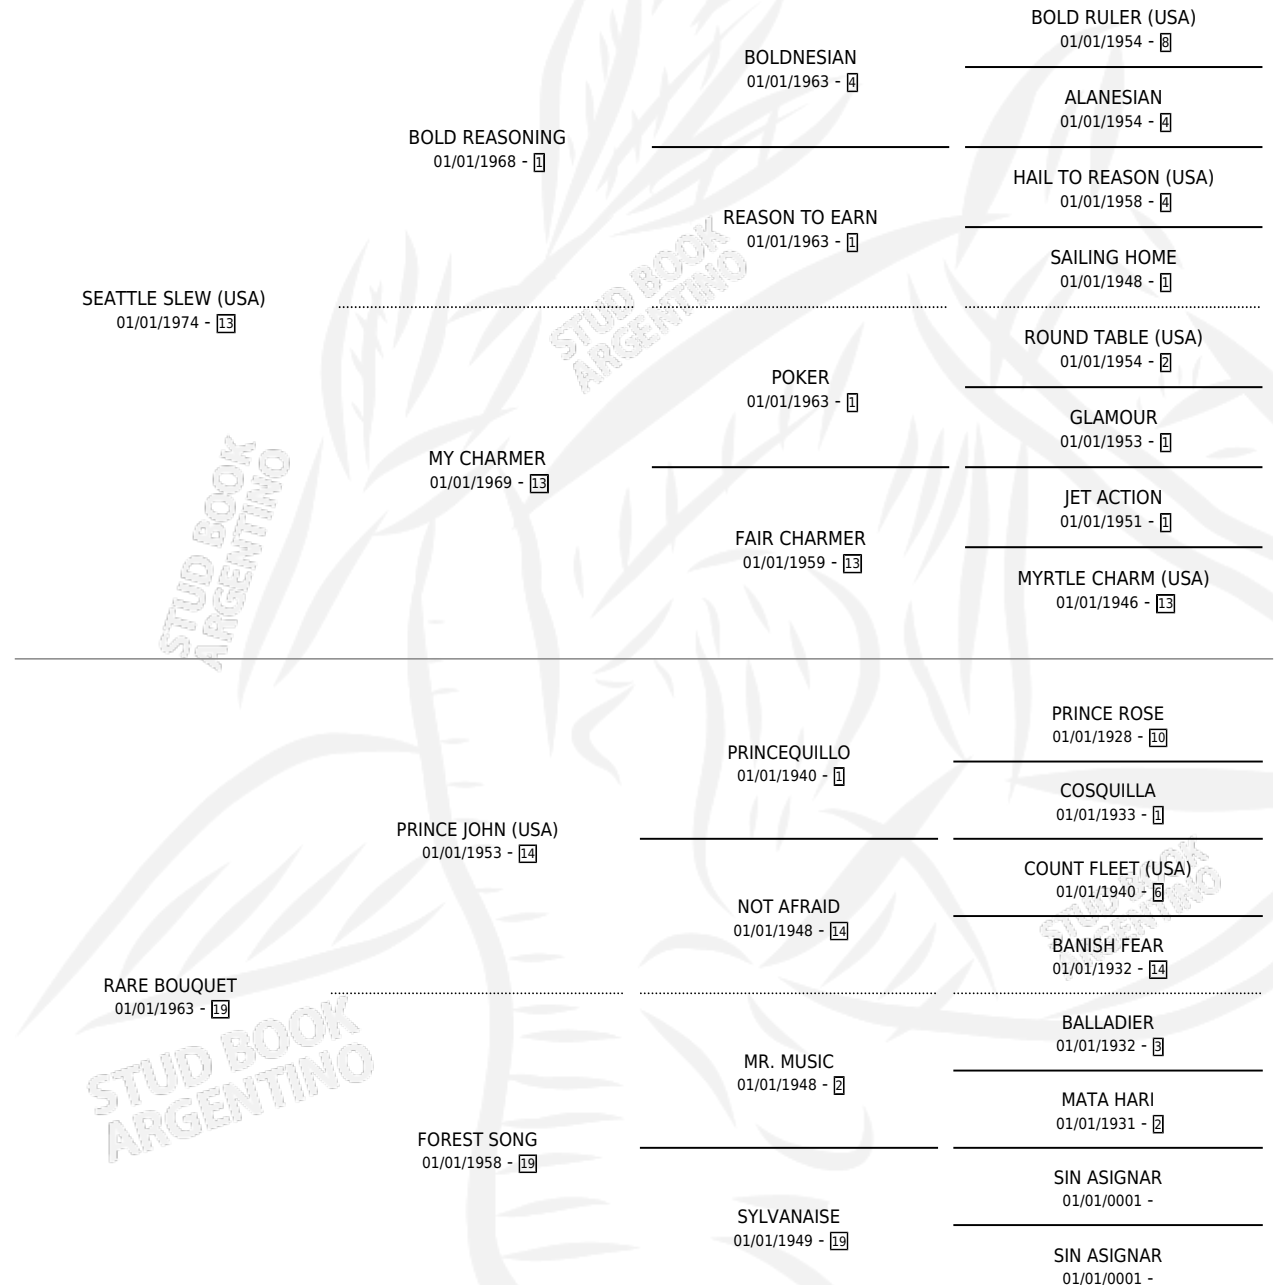 BOLD RULER (USA)
01/01/1954 - 8
BOLDNESIAN
01/01/1963 - 4
ALANESIAN
01/01/1954 - 4
BOLD REASONING
01/01/1968 - 1
HAIL TO REASON (USA)
01/01/1958 - 4
REASON TO EARN
01/01/1963 - 1
SAILING HOME
01/01/1948 - 1
SEATTLE SLEW (USA)
01/01/1974 - 13
STUD BOOK
ARGENTINO
ROUND TABLE (USA)
01/01/1954 - 2
POKER
01/01/1963 - 1
GLAMOUR
01/01/1953 - 1
MY CHARMER
01/01/1969 - 13
JET ACTION
01/01/1951 - 1
FAIR CHARMER
01/01/1959 - 13
MYRTLE CHARM (USA)
01/01/1946 - 13
STUD BOOK
ARGENTINO
PRINCE ROSE
01/01/1928 - 10
PRINCEQUILLO
01/01/1940 - 1
COSQUILLA
01/01/1933 - 1
PRINCE JOHN (USA)
01/01/1953 - 14
COUNT FLEET (USA)
01/01/1940 - 6
STUD BOOK
ARGENTINO
NOT AFRAID
01/01/1948 - 14
BANISH FEAR
01/01/1932 - 14
RARE BOUQUET
01/01/1963 - 19
BALLADIER
01/01/1932 - 3
MR. MUSIC
01/01/1948 - 2
MATA HARI
01/01/1931 - 2
STUD BOOK
ARGENTINO
FOREST SONG
01/01/1958 - 19
SIN ASIGNAR
01/01/0001 -
SYLVANAISE
01/01/1949 - 19
SIN ASIGNAR
01/01/0001 -